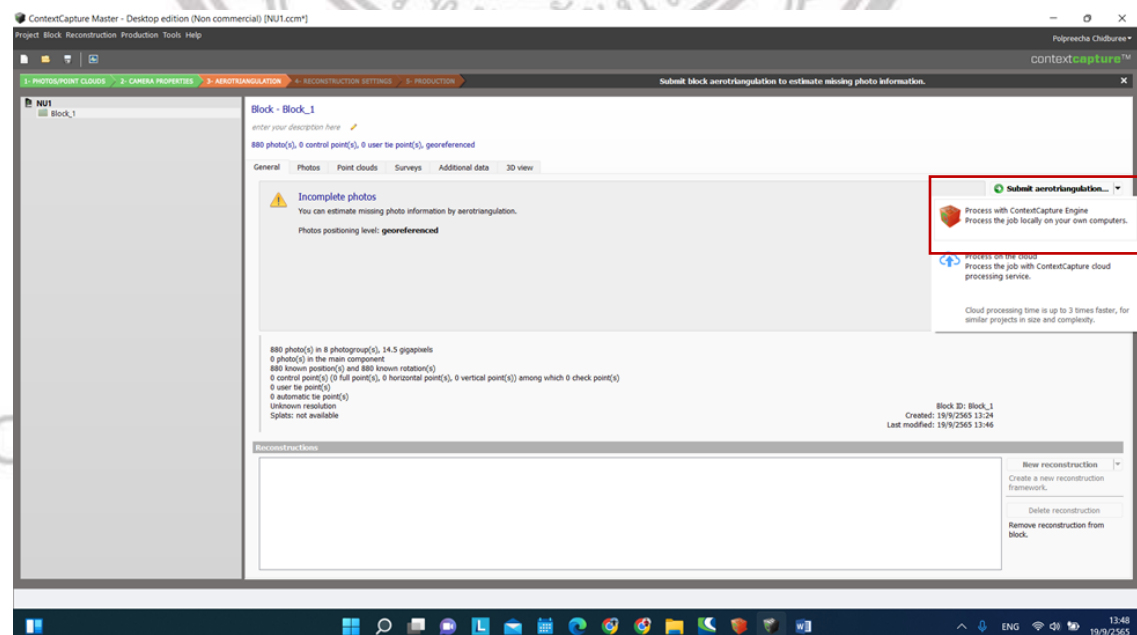 ContextCapture Master - Desktop edition (Non commercial) [NU1.ccm*]
Project Block Reconstruction Production Tools Help
Polpreecha Chidburee
contextcapture™
1- PHOTOS/POINT CLOUDS 2- CAMERA PROPERTIES 3- AEROTRIANGULATION 4- RECONSTRUCTION SETTINGS 5- PRODUCTION
Submit block aerotriangulation to estimate missing photo information.
NU1
Block_1
Block - Block_1
enter your description here
880 photo(s), 0 control point(s), 0 user tie point(s), georeferenced
General Photos Point clouds Surveys Additional data 3D view
Incomplete photos
You can estimate missing photo information by aerotriangulation.
Photos positioning level: georeferenced
Submit aerotriangulation...
Process with ContextCapture Engine
Process the job locally on your own computers.
Process on the cloud
Process the job with ContextCapture cloud
processing service.
Cloud processing time is up to 3 times faster, for
similar projects in size and complexity.
880 photo(s) in 8 photogroup(s), 14.5 gigapixels
0 photo(s) in the main component
880 known position(s) and 880 known rotation(s)
0 control point(s) (0 full point(s), 0 horizontal point(s), 0 vertical point(s)) among which 0 check point(s)
0 user tie point(s)
0 automatic tie point(s)
Unknown resolution
Splats: not available
Block ID: Block_1
Created: 19/9/2565 13:24
Last modified: 19/9/2565 13:46
Reconstructions
New reconstruction
Create a new reconstruction
framework.
Delete reconstruction
Remove reconstruction from
block.
ENG
13:48
19/9/2565